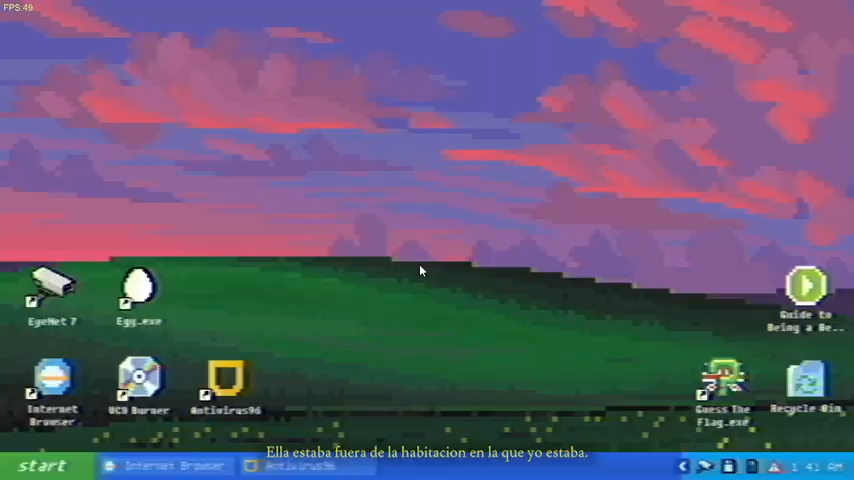 FPS:49
EyeNet 7
Egg.exe
Guide to
Being a Be..
Internet
Browser
VCD Burner
Antivirus96
Guess The
Flag.exe
Recycle Bin
Ella estaba fuera de la habitacion en la que yo estaba.
start
Internet Browser
Antivirus96
1 41 AM